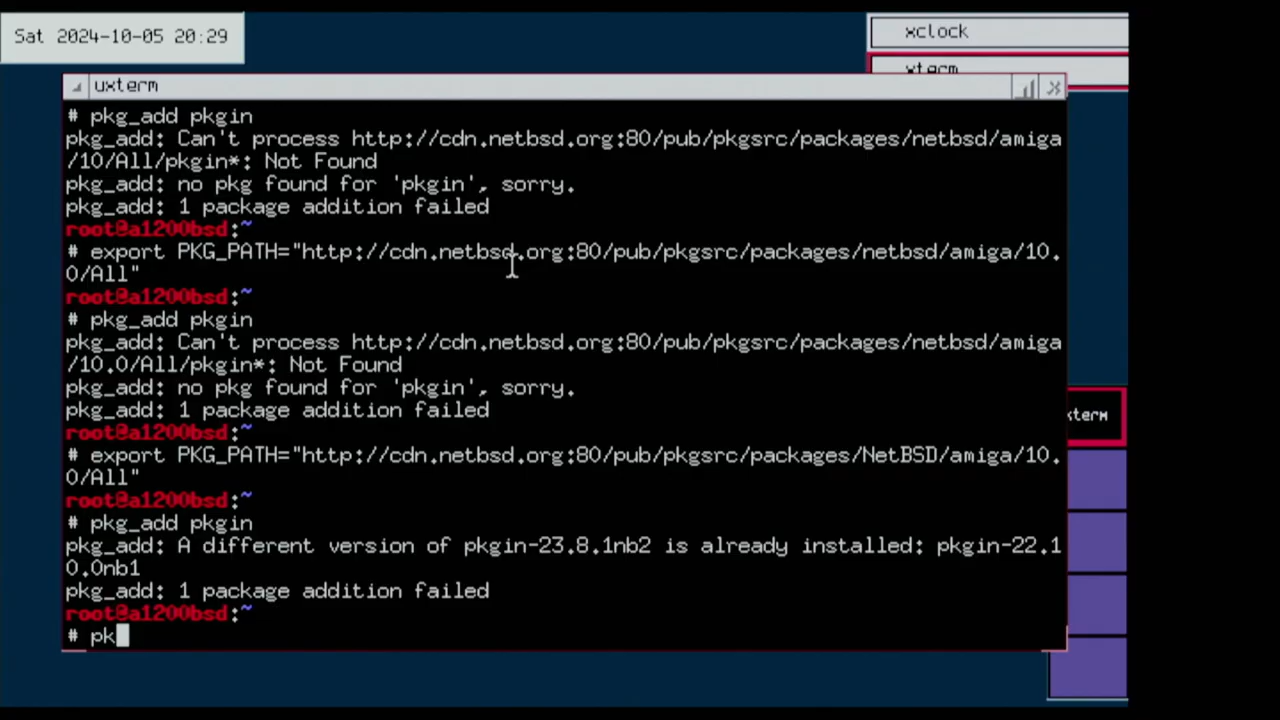 Sat 2024-10-05 20:29
xclock
xterm
uxterm
# pkg_add pkgin
pkg_add: Can't process http://cdn.netbsd.org:80/pub/pkgsrc/packages/netbsd/amiga
/10/All/pkgin*: Not Found
pkg_add: no pkg found for 'pkgin', sorry.
pkg_add: 1 package addition failed
root@a1200bsd:~
# export PKG_PATH="http://cdn.netbsd.org:80/pub/pkgsrc/packages/netbsd/amiga/10.
0/All"
root@a1200bsd:~
# pkg_add pkgin
pkg_add: Can't process http://cdn.netbsd.org:80/pub/pkgsrc/packages/netbsd/amiga
/10.0/All/pkgin*: Not Found
pkg_add: no pkg found for 'pkgin', sorry.
pkg_add: 1 package addition failed
root@a1200bsd:~
# export PKG_PATH="http://cdn.netbsd.org:80/pub/pkgsrc/packages/NetBSD/amiga/10.
0/All"
root@a1200bsd:~
# pkg_add pkgin
pkg_add: A different version of pkgin-23.8.1nb2 is already installed: pkgin-22.1
0.0nb1
pkg_add: 1 package addition failed
root@a1200bsd:~
# pk
xterm